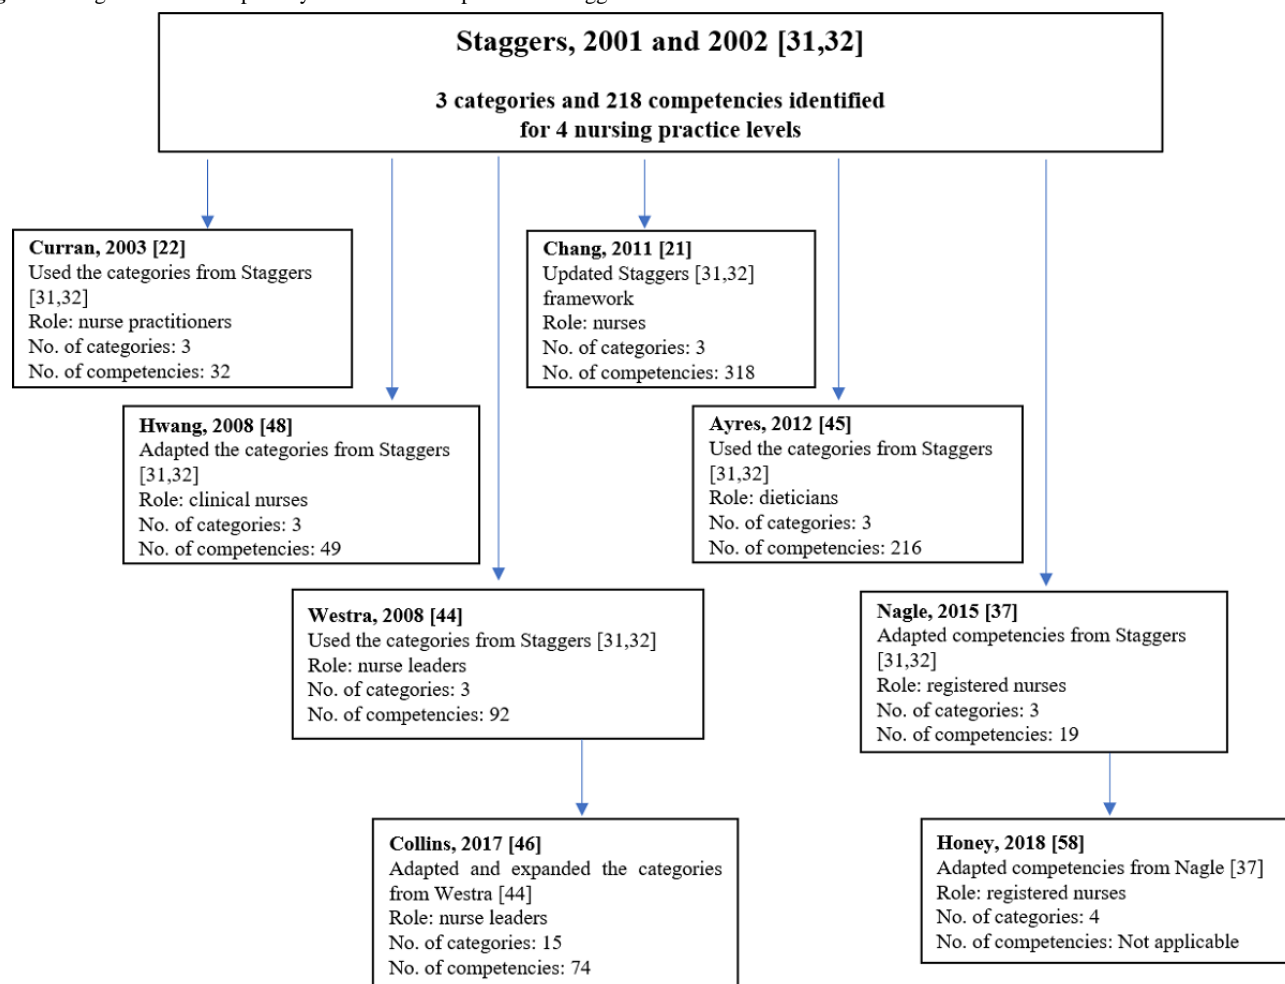 Staggers, 2001 and 2002 [31,32]
3 categories and 218 competencies identified
for 4 nursing practice levels
Curran, 2003 [22]
Used the categories from Staggers
[31,32]
Role: nurse practitioners
No. of categories: 3
No. of competencies: 32
Chang, 2011 [21]
Updated Staggers [31,32]
framework
Role: nurses
No. of categories: 3
No. of competencies: 318
Hwang, 2008 [48]
Adapted the categories from Staggers
[31,32]
Role: clinical nurses
No. of categories: 3
No. of competencies: 49
Ayres, 2012 [45]
Used the categories from Staggers
[31,32]
Role: dieticians
No. of categories: 3
No. of competencies: 216
Westra, 2008 [44]
Used the categories from Staggers [31,32]
Role: nurse leaders
No. of categories: 3
No. of competencies: 92
Nagle, 2015 [37]
Adapted competencies from Staggers
[31,32]
Role: registered nurses
No. of categories: 3
No. of competencies: 19
Collins, 2017 [46]
Adapted and expanded the categories
from Westra [44]
Role: nurse leaders
No. of categories: 15
No. of competencies: 74
Honey, 2018 [58]
Adapted competencies from Nagle [37]
Role: registered nurses
No. of categories: 4
No. of competencies: Not applicable